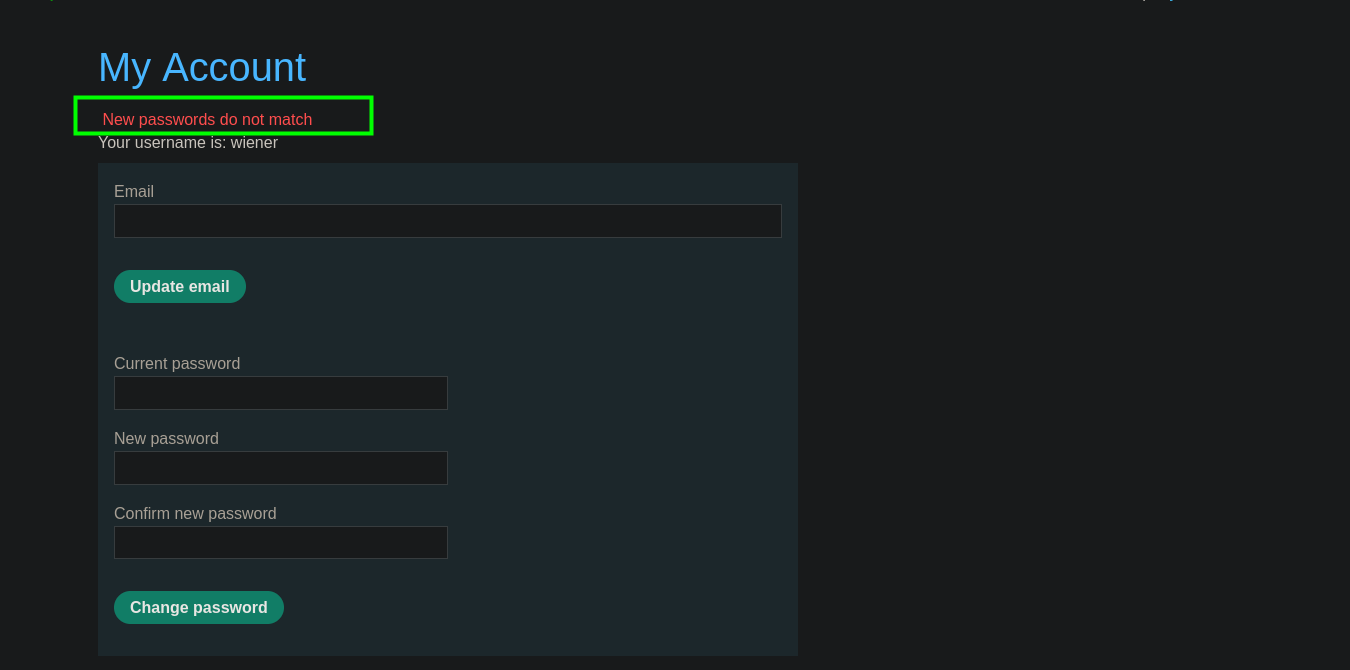 My Account
New passwords do not match
Your username is: wiener
Email
Update email
Current password
New password
Confirm new password
Change password